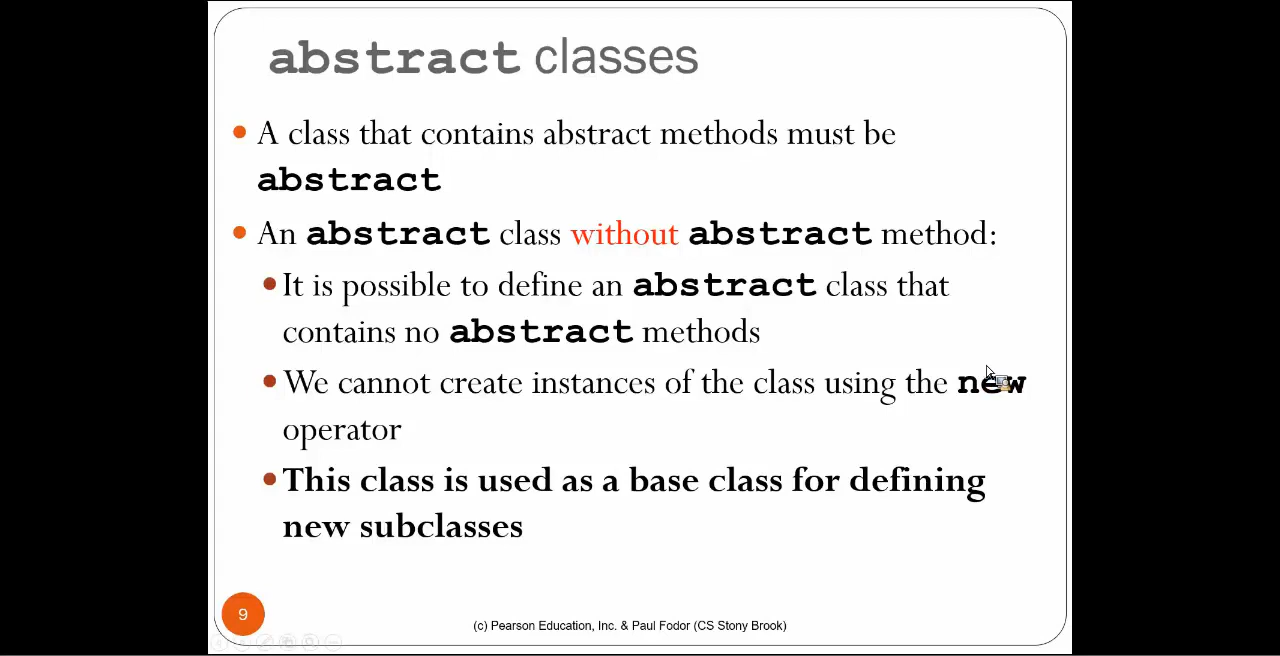 abstract classes
A class that contains abstract methods must be
abstract
An abstract class without abstract method:
It is possible to define an abstract class that
contains no abstract methods
We cannot create instances of the class using the new
operator
This class is used as a base class for defining
new subclasses
9
(c) Pearson Education, Inc. & Paul Fodor (CS Stony Brook)